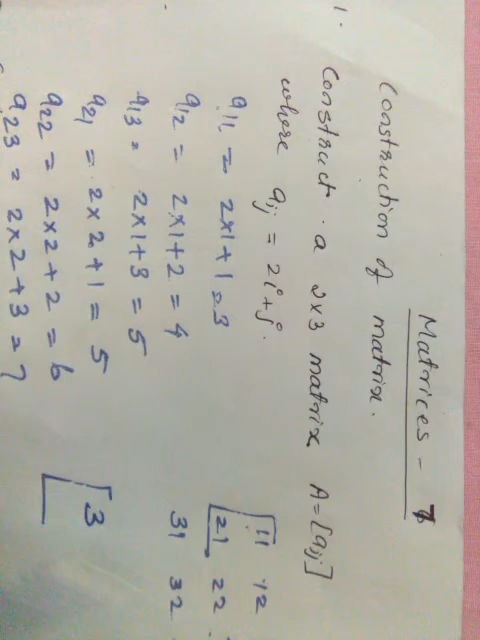 Matrices -
Construction of matrix.
1.
Construct a 2x3 matrix A=[aij]
where aij = 2i+j.
a11 = 2x1+1=3
a12 = 2x1+2 = 4
a13 = 2x1+3 = 5
a21 = 2x2+1 = 5
a22 = 2x2+2 = 6
a23 = 2x2+3 = 7
11 12
21 22
31 32
[3